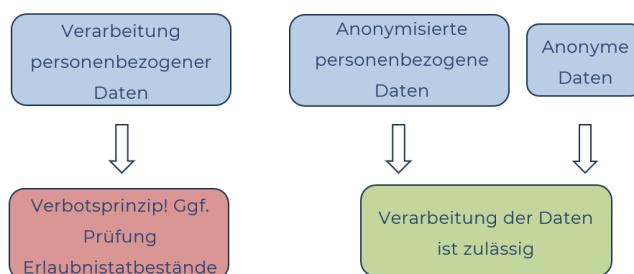 Verarbeitung
personenbezogener
Daten
Anonymisierte
personenbezogene
Daten
Anonyme
Daten
Verbotsprinzip! Ggf.
Prüfung
Erlaubnistatbestände
Verarbeitung der Daten
ist zulässig